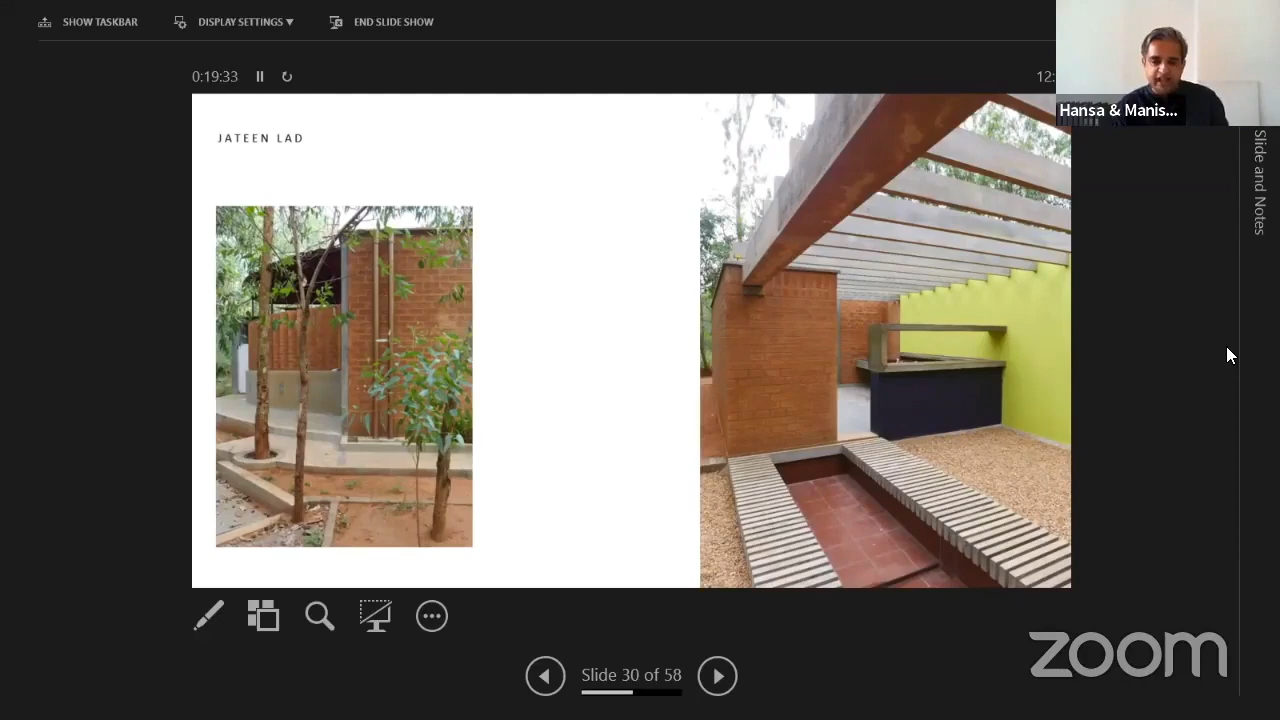 SHOW TASKBAR
DISPLAY SETTINGS ▼
END SLIDE SHOW
0:19:33
12:
Hansa & Manis...
JATEEN LAD
Slide and Notes
Slide 30 of 58
zoom